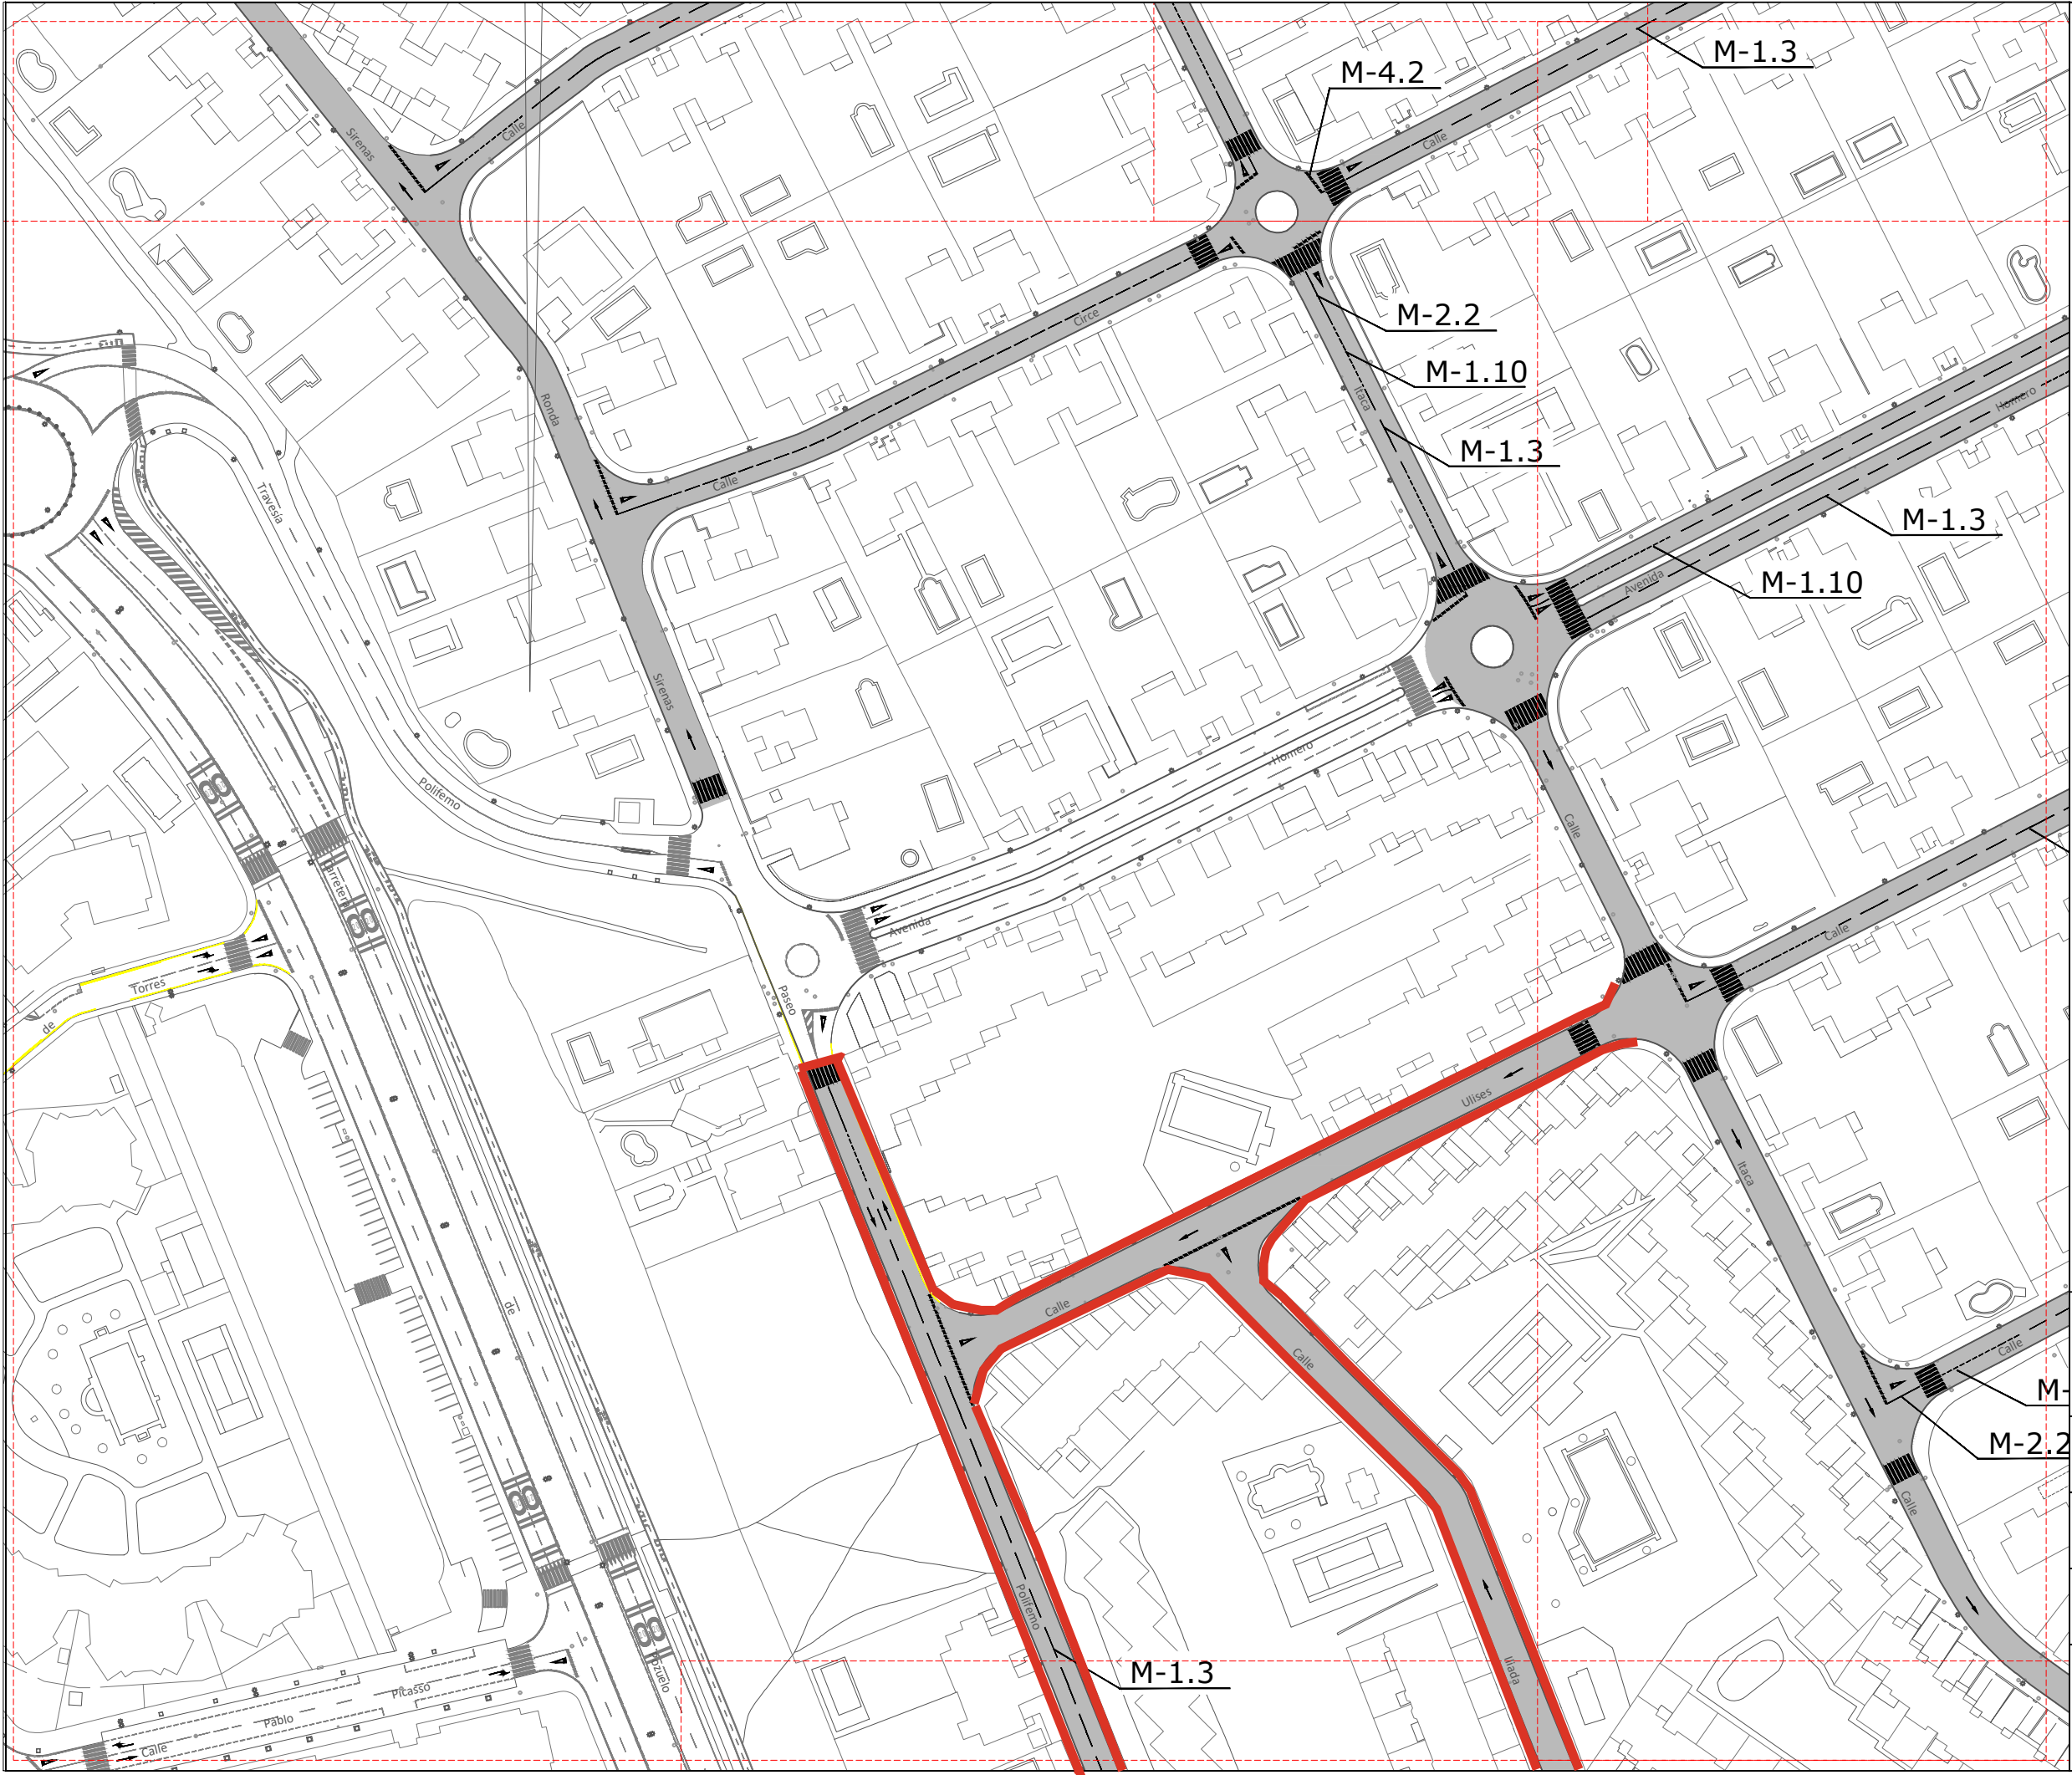 M-1.3
M-4.2
Sirenas
Calle
Calle
M-2.2
Circe
M-1.10
Itaca
Homero
Ronda
M-1.3
Calle
Travesía
M-1.3
Avenida
M-1.10
Sirenas
Homero
Polifemo
Calle
Carretera
Avenida
Calle
Torres
de
Paseo
Ulises
Itaca
Calle
de
Calle
Calle
M-
M-2.2
Calle
Polifemo
M-1.3
Iliada
Pozuelo
Picasso
Pablo
Calle